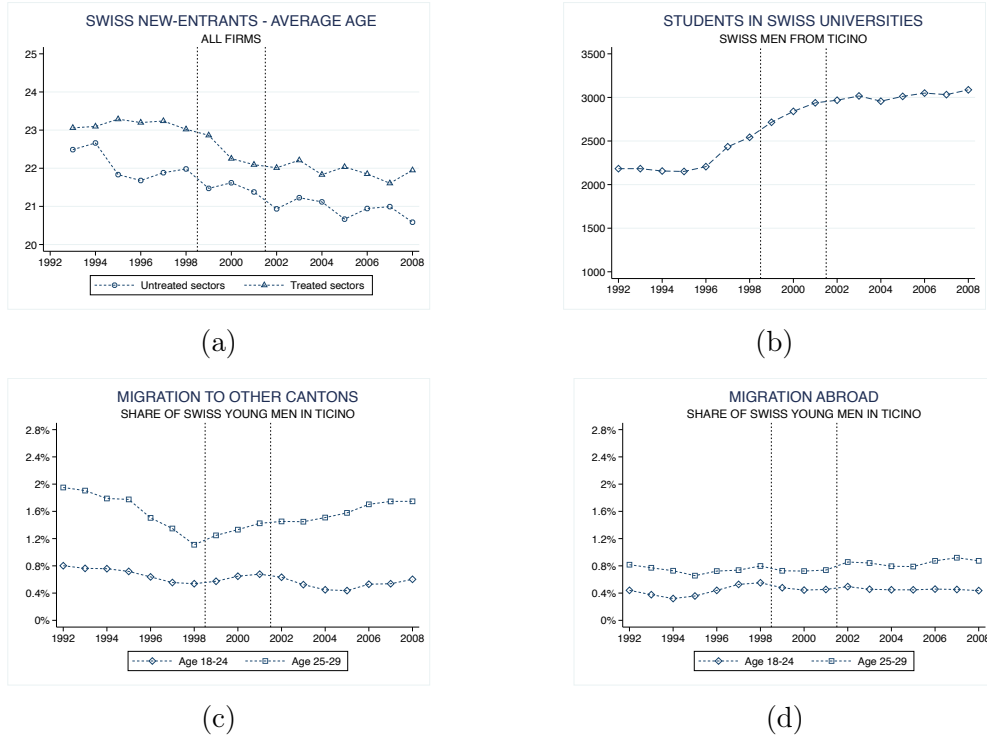 SWISS NEW-ENTRANTS - AVERAGE AGE
ALL FIRMS
25
24
23
22
21
20
1992 1994 1996 1998 2000 2002 2004 2006 2008
Untreated sectors Treated sectors
(a)
STUDENTS IN SWISS UNIVERSITIES
SWISS MEN FROM TICINO
3500
3000
2500
2000
1500
1000
1992 1994 1996 1998 2000 2002 2004 2006 2008
(b)
MIGRATION TO OTHER CANTONS
SHARE OF SWISS YOUNG MEN IN TICINO
2.8%
2.4%
2%
1.6%
1.2%
0.8%
0.4%
0%
1992 1994 1996 1998 2000 2002 2004 2006 2008
Age 18-24 Age 25-29
(c)
MIGRATION ABROAD
SHARE OF SWISS YOUNG MEN IN TICINO
2.8%
2.4%
2%
1.6%
1.2%
0.8%
0.4%
0%
1992 1994 1996 1998 2000 2002 2004 2006 2008
Age 18-24 Age 25-29
(d)